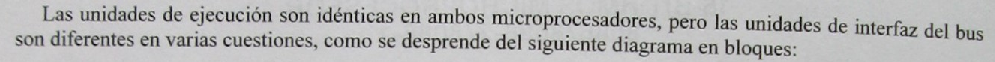 Las unidades de ejecución son idénticas en ambos microprocesadores, pero las unidades de interfaz del bus
son diferentes en varias cuestiones, como se desprende del siguiente diagrama en bloques: